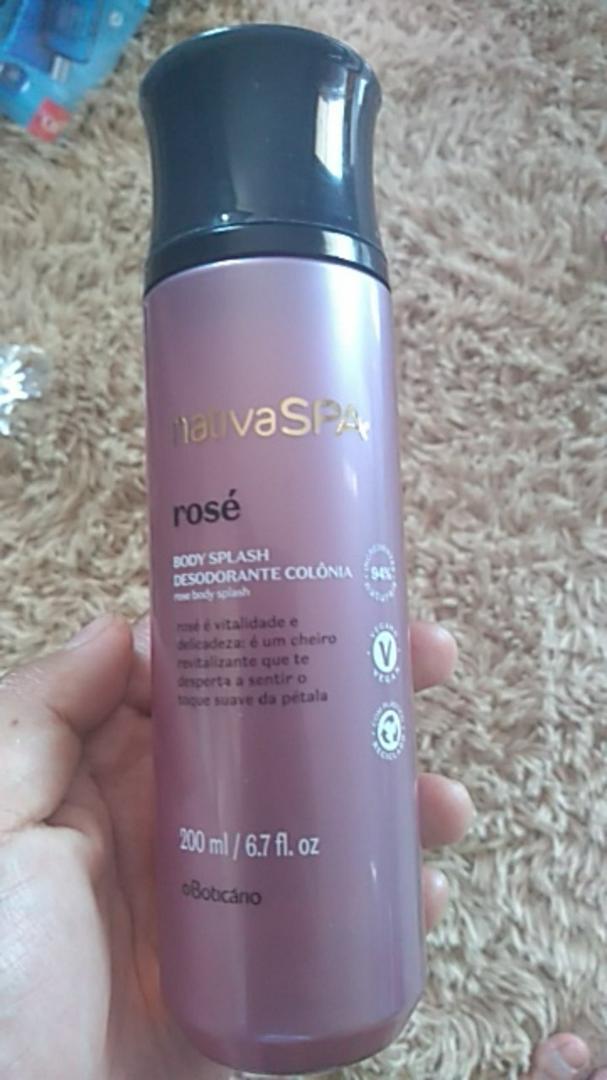 nativaSPA
rosé
BODY SPLASH
DESODORANTE COLÔNIA
rose body splash
94%
rosé é vitalidade e
delicadeza: é um cheiro
revitalizante que te
desperta a sentir o
toque suave da pétala
VEGANO
V
VEGAN
200 ml / 6.7 fl. oz
oBoticário